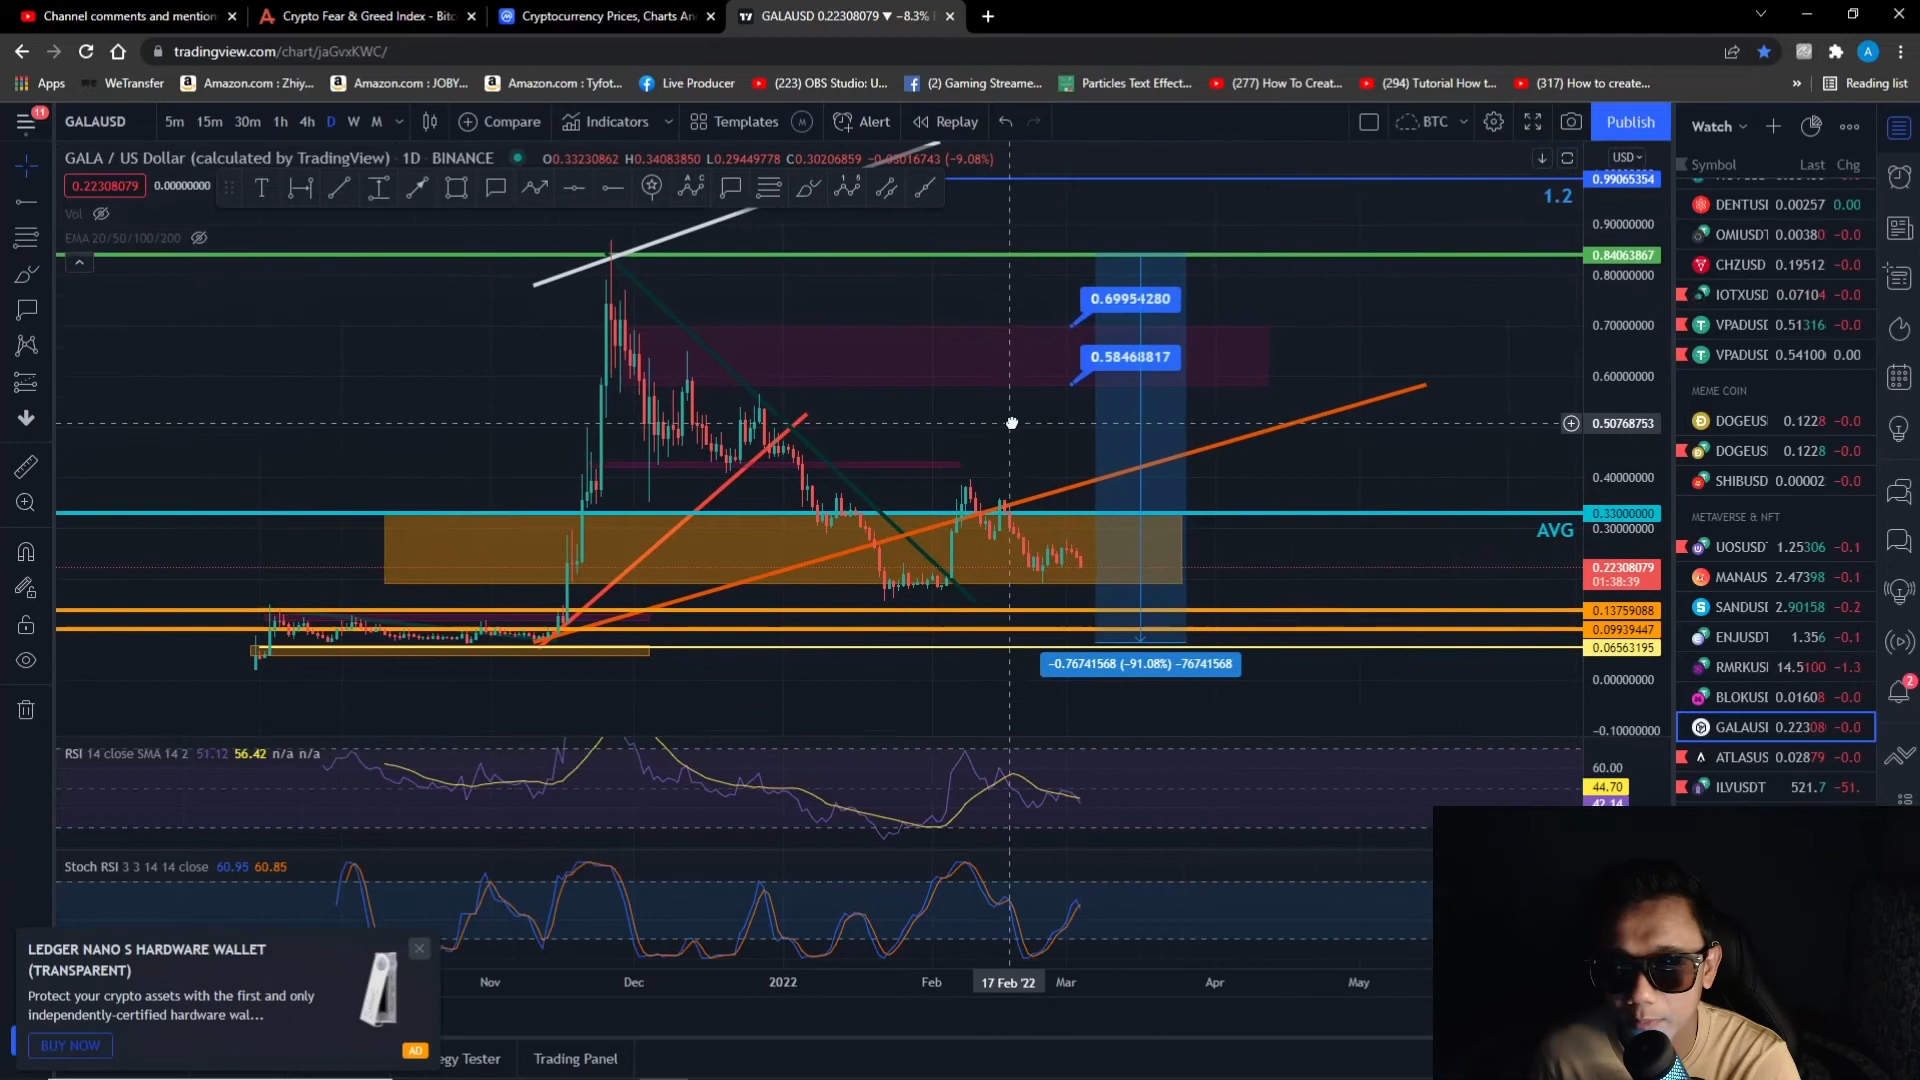 Channel comments and mention
Crypto Fear & Greed Index - Bitc
Cryptocurrency Prices, Charts An
GALAUSD 0.22308079 ▼ −8.3%
tradingview.com/chart/jaGvxKWC/
Apps
WeTransfer
Amazon.com : Zhiy...
Amazon.com : JOBY...
Amazon.com : Tyfot...
Live Producer
(223) OBS Studio: U...
(2) Gaming Streame...
Particles Text Effect...
(277) How To Creat...
(294) Tutorial How t...
(317) How to create...
»
Reading list
11
GALAUSD
5m 15m 30m 1h 4h D W M
Compare
Indicators
Templates
M
Alert
Replay
BTC
Publish
Watch
GALA / US Dollar (calculated by TradingView) · 1D · BINANCE
O0.33230862 H0.34083850 L0.29449778 C0.30206859 −0.03016743 (−9.08%)
0.22308079 0.00000000
Vol
EMA 20/50/100/200
USD
0.99065354
1.2
0.90000000
0.84063867
0.80000000
0.69954280
0.70000000
0.58468817
0.60000000
0.50768753
0.40000000
0.33000000
0.30000000
AVG
0.22308079
01:38:39
0.13759088
0.09939447
0.06563195
−0.76741568 (−91.08%) −76741568
0.00000000
−0.10000000
RSI 14 close SMA 14 2 51.12 56.42 n/a n/a
60.00
44.70
42.14
Stoch RSI 3 3 14 14 close 60.95 60.85
Nov
Dec
2022
Feb
17 Feb '22
Mar
Apr
May
LEDGER NANO S HARDWARE WALLET
(TRANSPARENT)
Protect your crypto assets with the first and only
independently-certified hardware wal...
BUY NOW
AD
egy Tester
Trading Panel
Symbol Last Chg
DENTUSI 0.00257 0.00
OMIUSDT 0.00380 −0.0
CHZUSD 0.19512 −0.0
IOTXUSD 0.07104 −0.0
VPADUSI 0.51316 −0.0
VPADUSI 0.54100 0.00
MEME COIN
DOGEUSI 0.1228 −0.0
DOGEUSI 0.1228 −0.0
SHIBUSD 0.00002 −0.0
METAVERSE & NFT
UOSUSDT 1.25306 −0.1
MANAUS 2.47398 −0.1
SANDUSI 2.90158 −0.2
ENJUSDT 1.356 −0.1
RMRKUSI 14.5100 −1.3
BLOKUSI 0.01608 −0.0
GALAUSI 0.22308 −0.0
ATLASUS 0.02879 −0.0
ILVUSDT 521.7 −51.
2